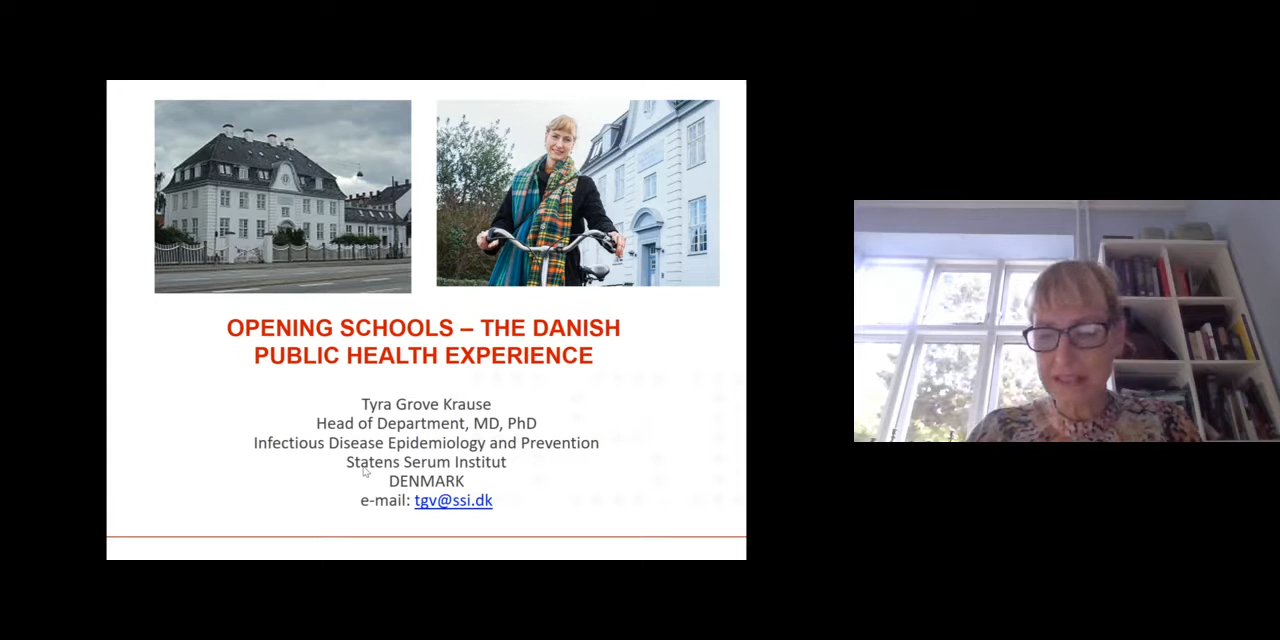 OPENING SCHOOLS – THE DANISH
PUBLIC HEALTH EXPERIENCE
Tyra Grove Krause
Head of Department, MD, PhD
Infectious Disease Epidemiology and Prevention
Statens Serum Institut
DENMARK
e-mail: tgv@ssi.dk